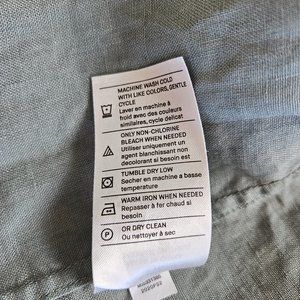 MACHINE WASH COLD
WITH LIKE COLORS, GENTLE
CYCLE
Laver en machine à
froid avec des couleurs
similaires, cycle délicat
ONLY NON-CHLORINE
BLEACH WHEN NEEDED
Utiliser uniquement un
agent blanchissant non
décolorant si besoin est
TUMBLE DRY LOW
Sécher en machine a basse
température
WARM IRON WHEN NEEDED
Repasser à fer chaud si
besoin
OR DRY CLEAN
Ou nettoyer à sec
P